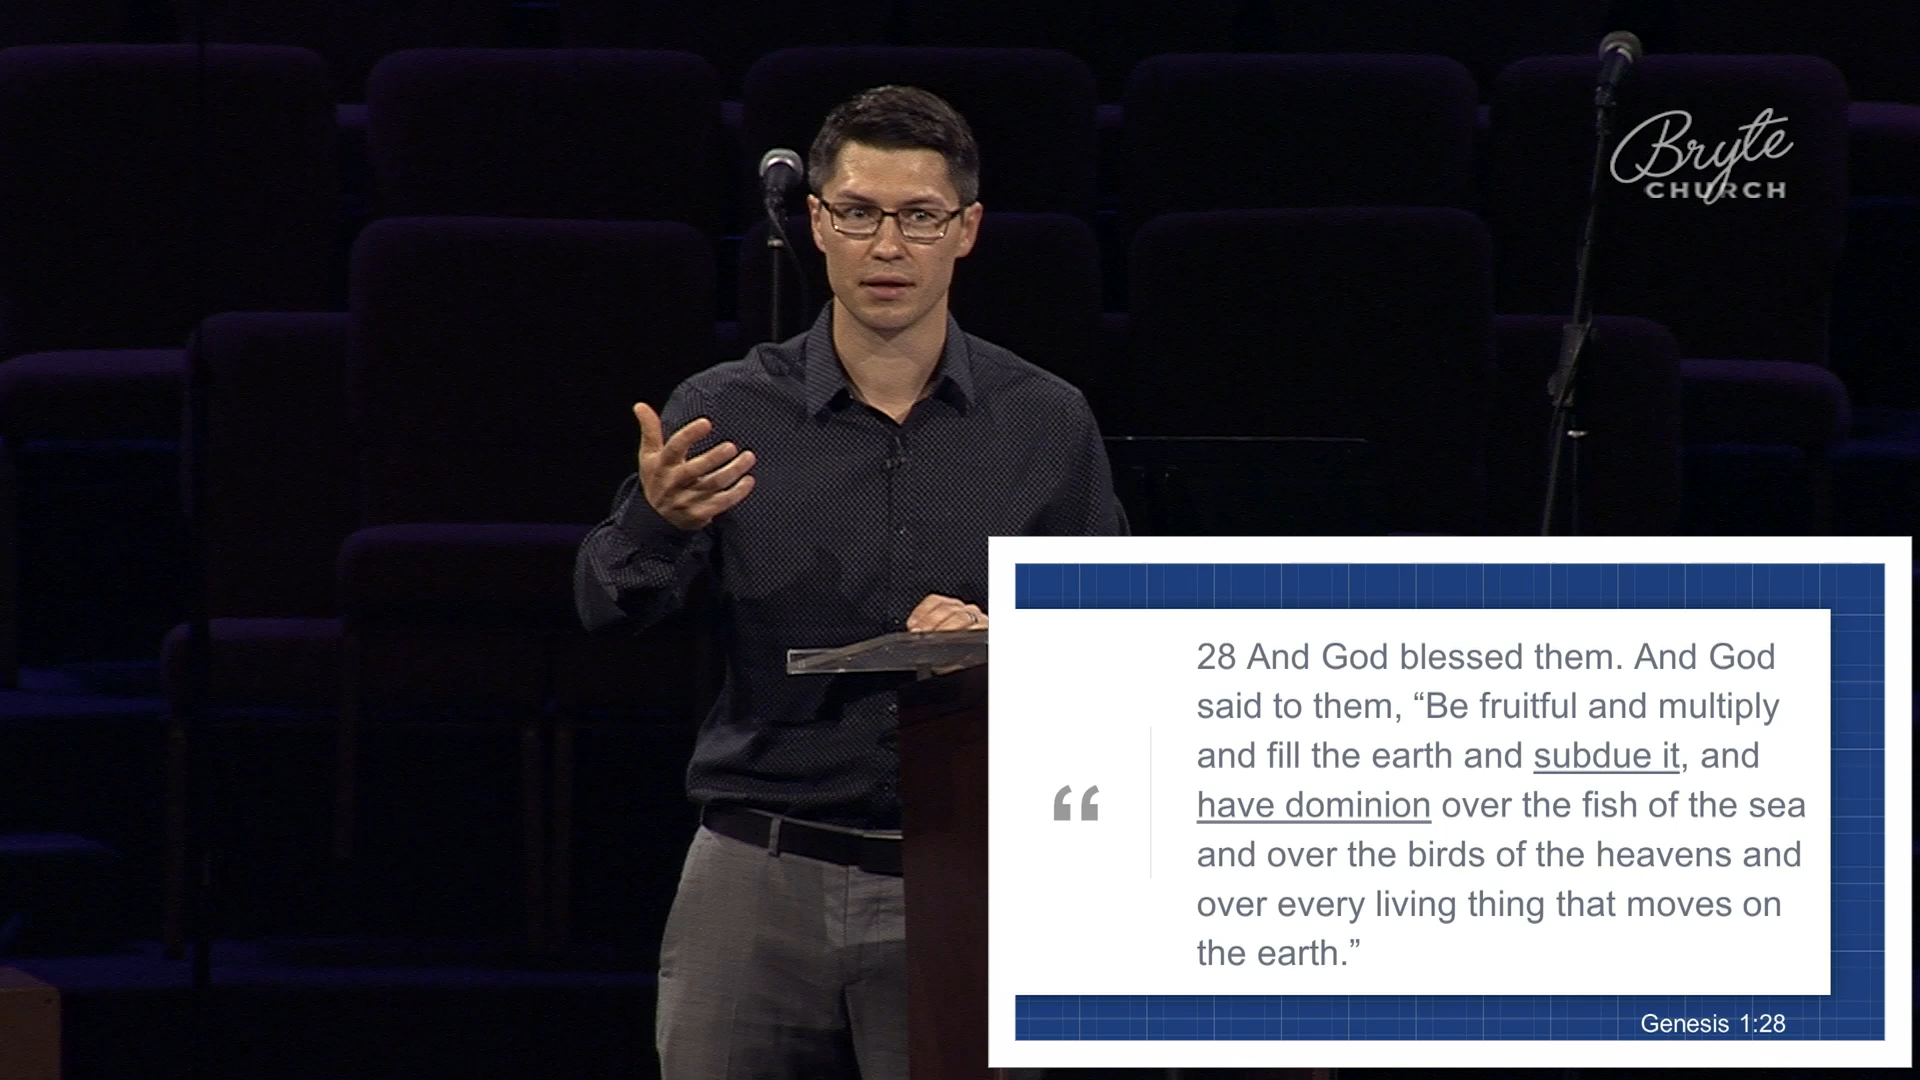 Bryte
CHURCH
28 And God blessed them. And God
said to them, “Be fruitful and multiply
and fill the earth and subdue it, and
have dominion over the fish of the sea
and over the birds of the heavens and
over every living thing that moves on
the earth.”
Genesis 1:28